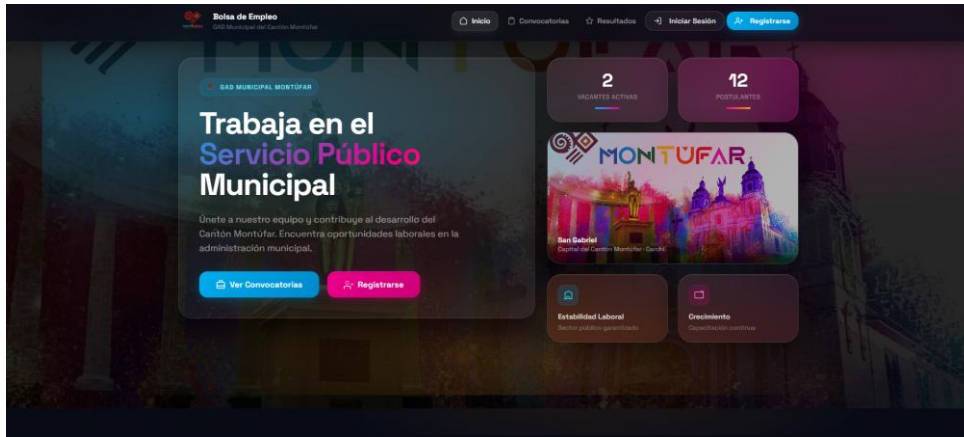 Bolsa de Empleo
GAD Municipal del Cantón Montúfar
Inicio
Convocatorias
Resultados
Iniciar Sesión
Registrarse
GAD MUNICIPAL MONTÚFAR
Trabaja en el
Servicio Público
Municipal
Únete a nuestro equipo y contribuye al desarrollo del
Cantón Montúfar. Encuentra oportunidades laborales en la
administración municipal.
Ver Convocatorias
Registrarse
2
VACANTES ACTIVAS
12
POSTULANTES
MONTÚFAR
San Gabriel
Capital del Cantón Montúfar - Carchi
Estabilidad Laboral
Sector público garantizado
Crecimiento
Capacitación continua